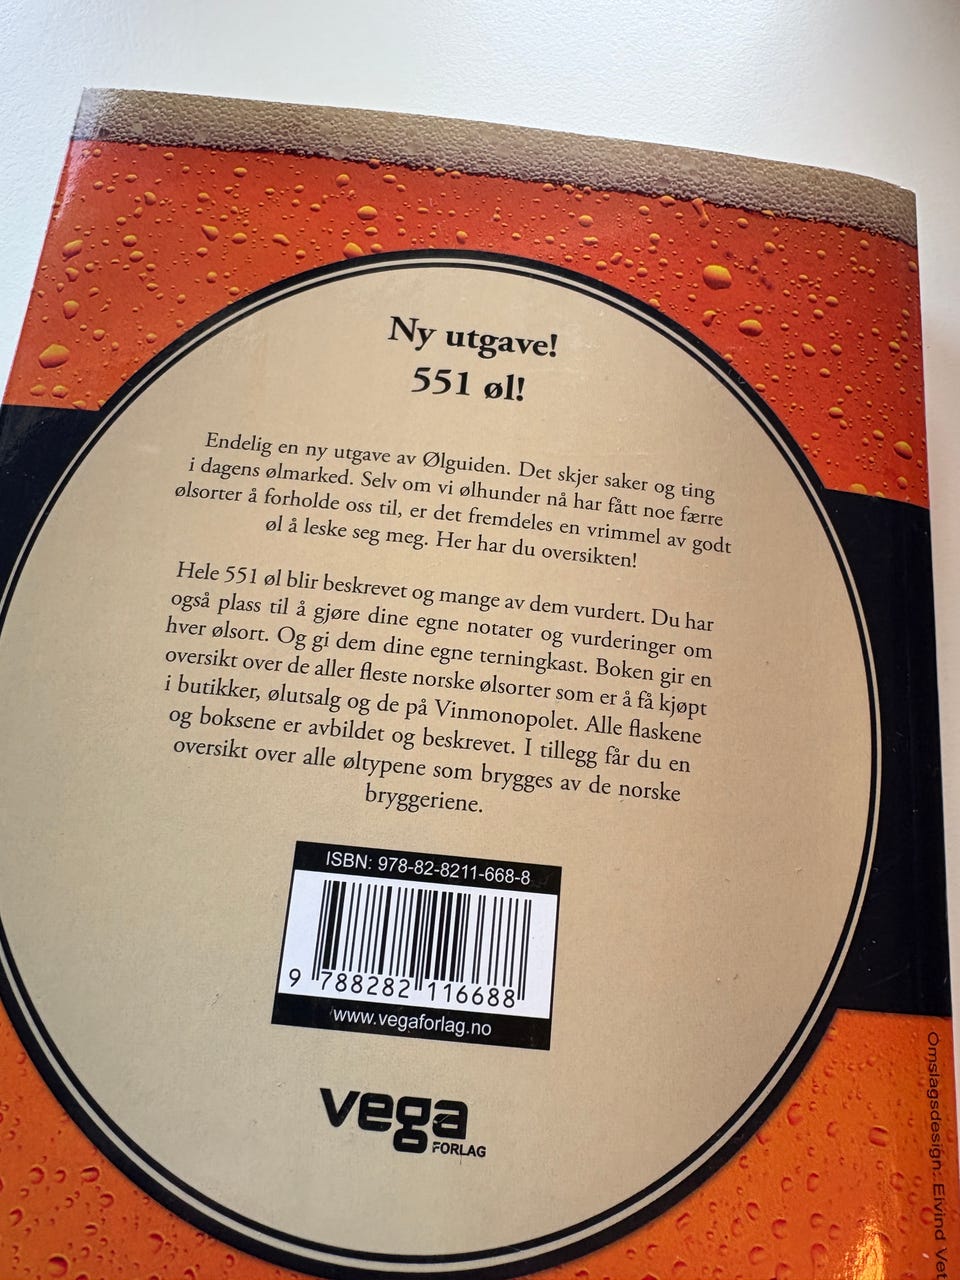 Ny utgave!
551 øl!
Endelig en ny utgave av Ølguiden. Det skjer saker og ting
i dagens ølmarked. Selv om vi ølhunder nå har fått noe færre
ølsorter å forholde oss til, er det fremdeles en vrimmel av godt
øl å leske seg meg. Her har du oversikten!
Hele 551 øl blir beskrevet og mange av dem vurdert. Du har
også plass til å gjøre dine egne notater og vurderinger om
hver ølsort. Og gi dem dine egne terningkast. Boken gir en
oversikt over de aller fleste norske ølsorter som er å få kjøpt
i butikker, ølutsalg og de på Vinmonopolet. Alle flaskene
og boksene er avbildet og beskrevet. I tillegg får du en
oversikt over alle øltypene som brygges av de norske
bryggeriene.
ISBN: 978-82-8211-668-8
9 788282 116688
www.vegaforlag.no
vega
FORLAG
Omslagsdesign: Eivind